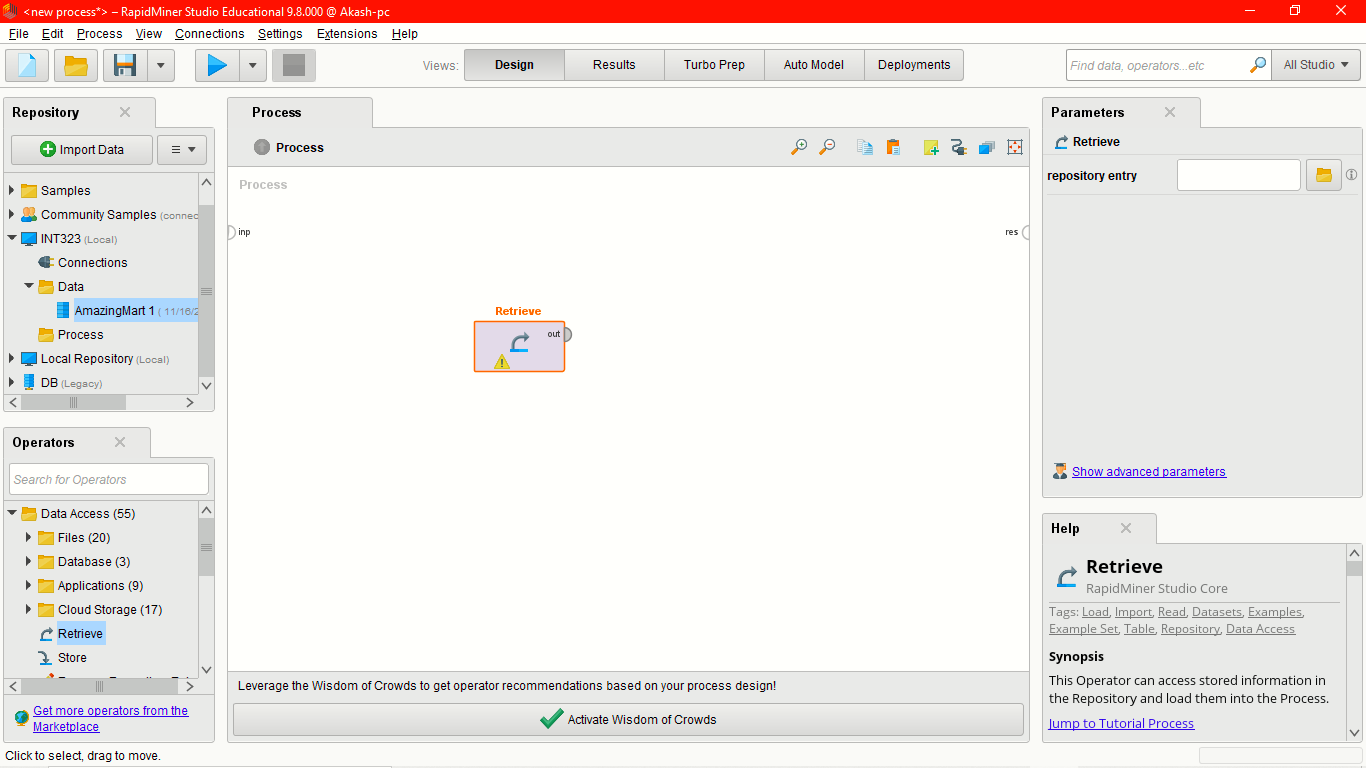 <new process*> – RapidMiner Studio Educational 9.8.000 @ Akash-pc
File Edit Process View Connections Settings Extensions Help
Views: Design Results Turbo Prep Auto Model Deployments
Find data, operators...etc
All Studio
Repository
Import Data
Samples
Community Samples (connec
INT323 (Local)
Connections
Data
AmazingMart 1 ( 11/16/2
Process
Local Repository (Local)
DB (Legacy)
Operators
Search for Operators
Data Access (55)
Files (20)
Database (3)
Applications (9)
Cloud Storage (17)
Retrieve
Store
Get more operators from the
Marketplace
Click to select, drag to move.
Process
Process
Process
inp
res
Retrieve
out
Leverage the Wisdom of Crowds to get operator recommendations based on your process design!
Activate Wisdom of Crowds
Parameters
Retrieve
repository entry
Show advanced parameters
Help
Retrieve
RapidMiner Studio Core
Tags: Load, Import, Read, Datasets, Examples,
Example Set, Table, Repository, Data Access
Synopsis
This Operator can access stored information in
the Repository and load them into the Process.
Jump to Tutorial Process